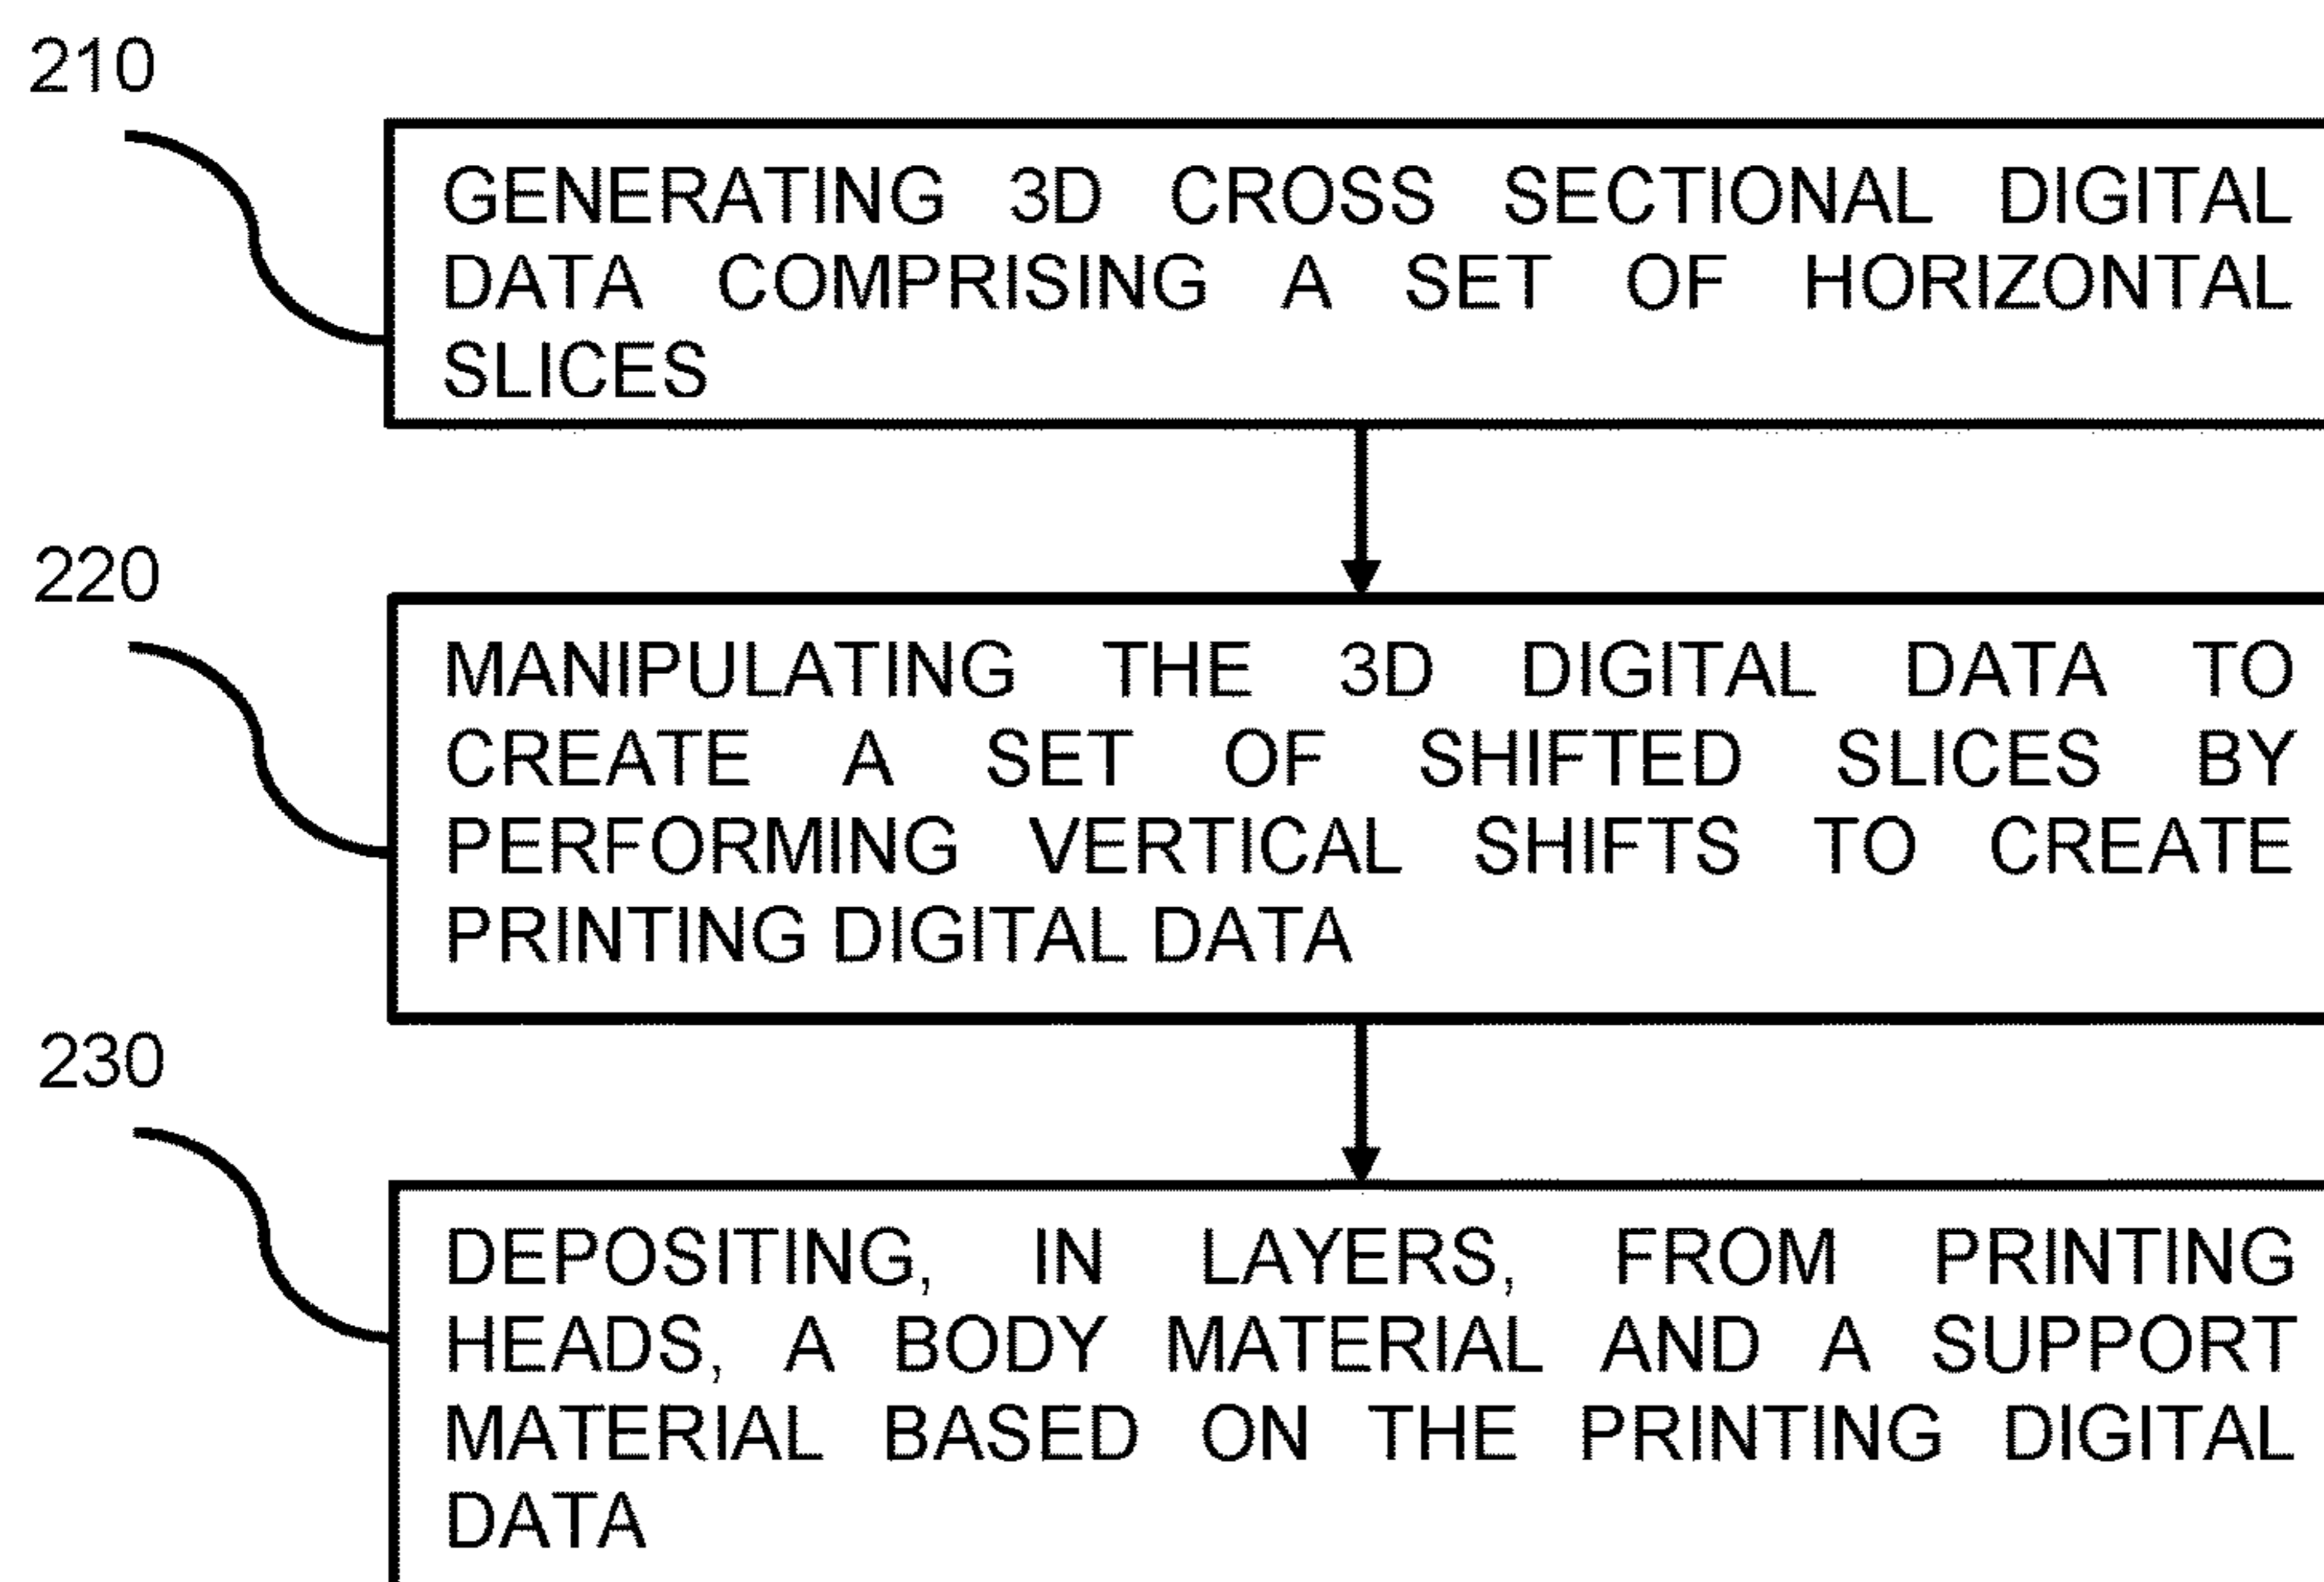 210
GENERATING 3D CROSS SECTIONAL DIGITAL
DATA COMPRISING A SET OF HORIZONTAL
SLICES
220
MANIPULATING THE 3D DIGITAL DATA TO
CREATE A SET OF SHIFTED SLICES BY
PERFORMING VERTICAL SHIFTS TO CREATE
PRINTING DIGITAL DATA
230
DEPOSITING, IN LAYERS, FROM PRINTING
HEADS, A BODY MATERIAL AND A SUPPORT
MATERIAL BASED ON THE PRINTING DIGITAL
DATA